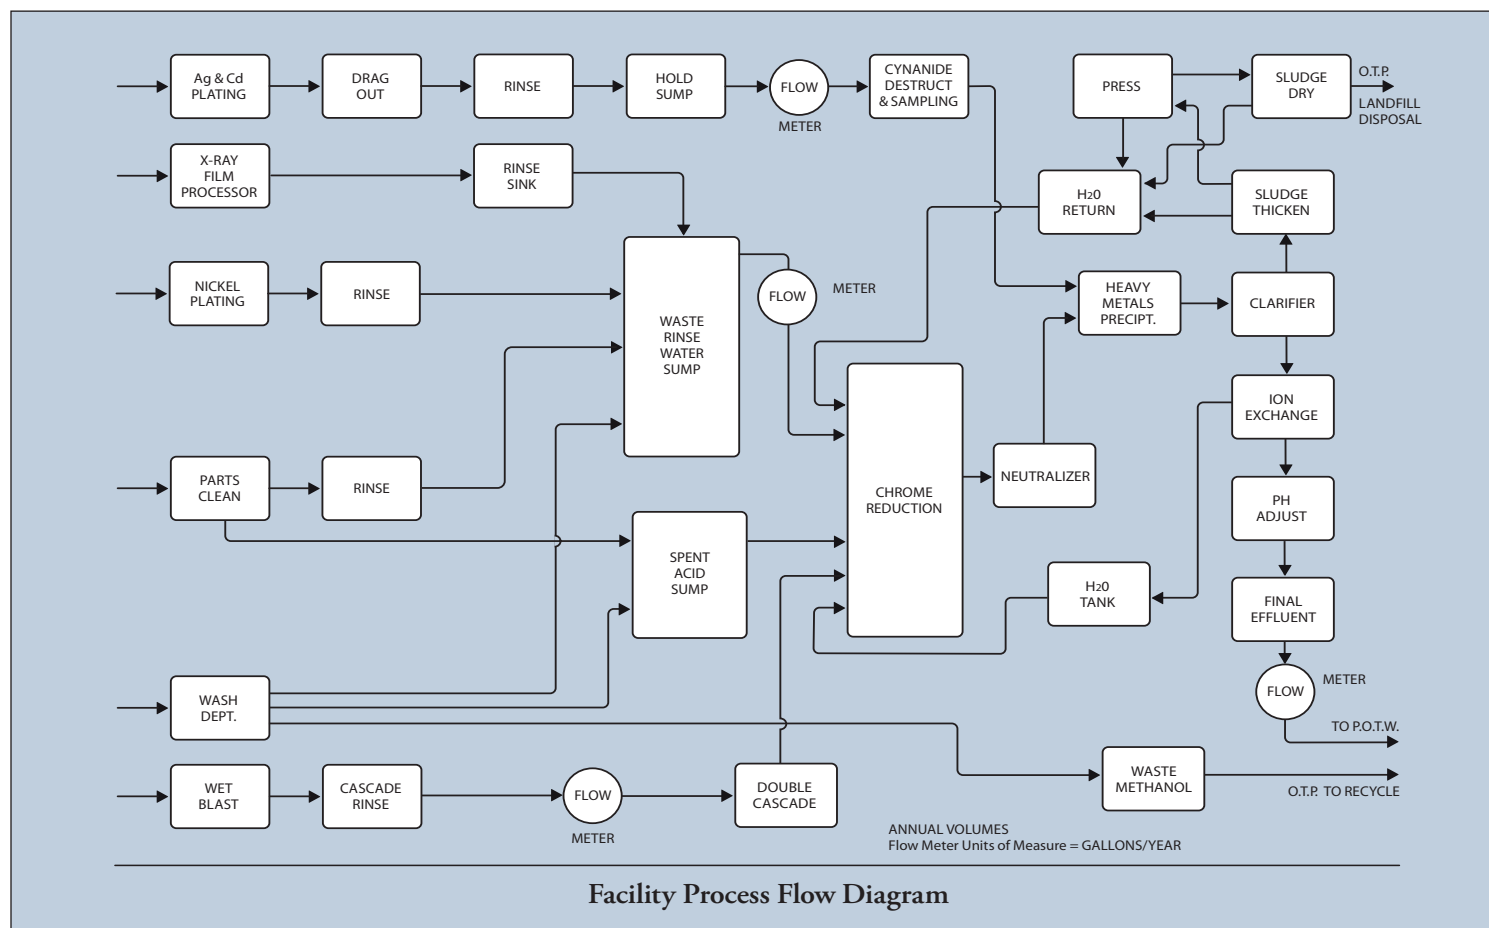 Ag & Cd
PLATING
DRAG
OUT
RINSE
HOLD
SUMP
FLOW
METER
CYNANIDE
DESTRUCT
& SAMPLING
PRESS
SLUDGE
DRY
O.T.P.
LANDFILL
DISPOSAL
X-RAY
FILM
PROCESSOR
RINSE
SINK
H20
RETURN
SLUDGE
THICKEN
NICKEL
PLATING
RINSE
WASTE
RINSE
WATER
SUMP
FLOW
METER
HEAVY
METALS
PRECIPT.
CLARIFIER
ION
EXCHANGE
PARTS
CLEAN
RINSE
CHROME
REDUCTION
NEUTRALIZER
PH
ADJUST
SPENT
ACID
SUMP
H20
TANK
FINAL
EFFLUENT
WASH
DEPT.
FLOW
METER
TO P.O.T.W.
WET
BLAST
CASCADE
RINSE
FLOW
METER
DOUBLE
CASCADE
WASTE
METHANOL
O.T.P. TO RECYCLE
ANNUAL VOLUMES
Flow Meter Units of Measure = GALLONS/YEAR
Facility Process Flow Diagram